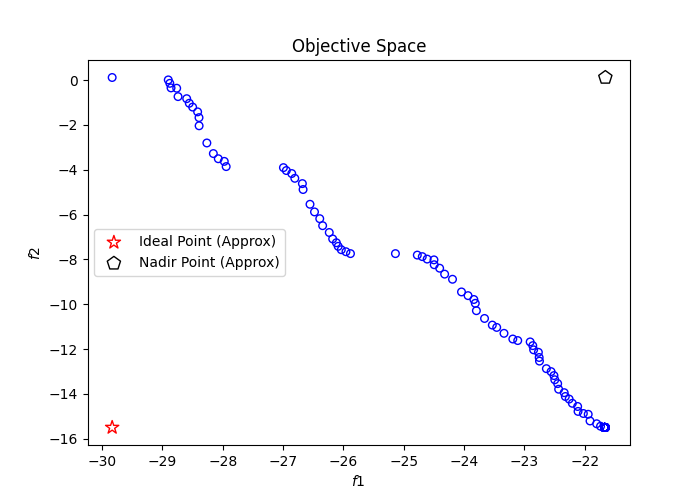 Objective Space
0
−2
−4
−6
−8
−10
−12
−14
−16
f2
Ideal Point (Approx)
Nadir Point (Approx)
−30 −29 −28 −27 −26 −25 −24 −23 −22
f1